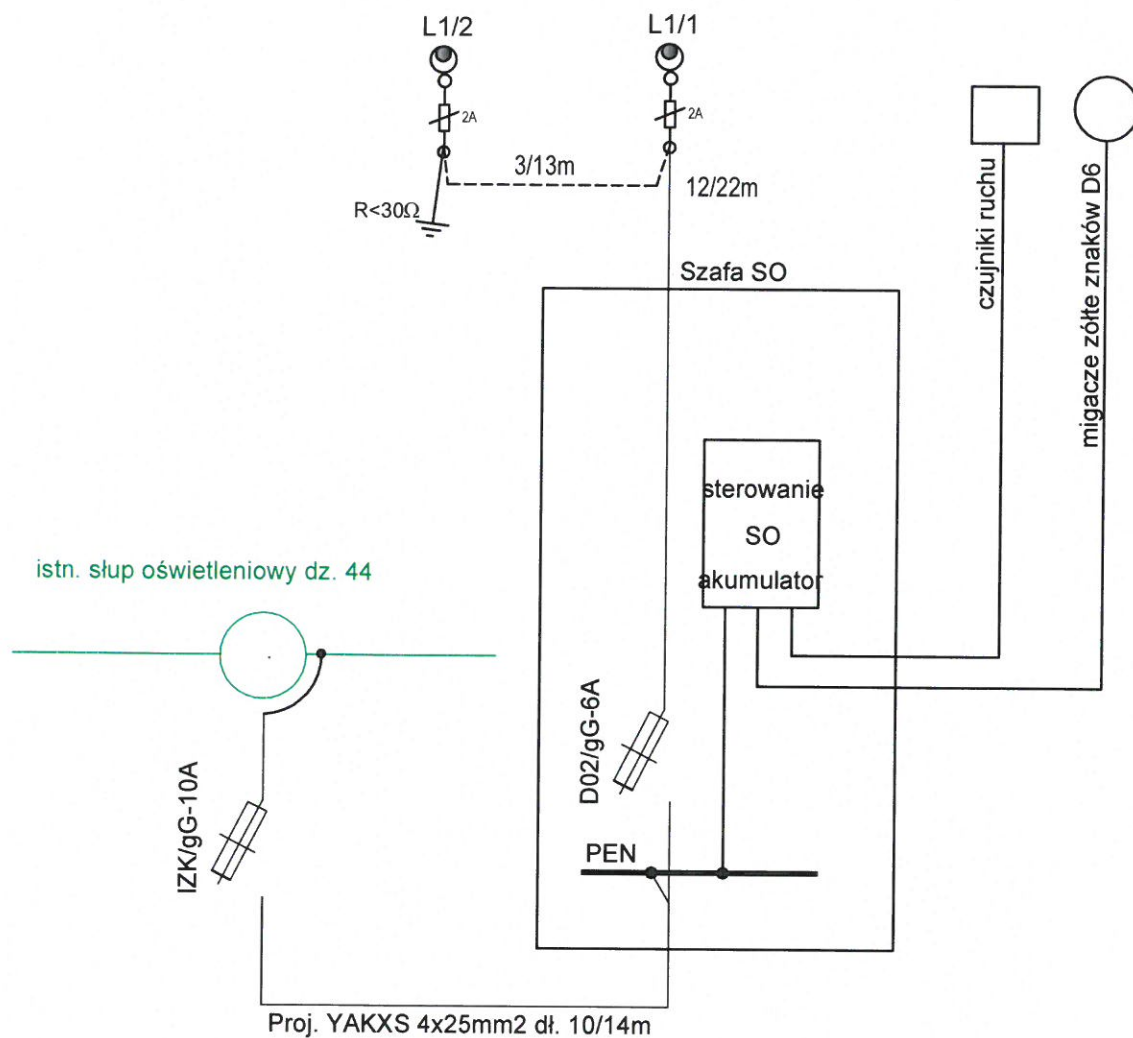 L1/2
L1/1
2A
2A
3/13m
12/22m
R<30Ω
Szafa SO
czujniki ruchu
migacze zółte znaków D6
sterowanie
SO
akumulator
istn. słup oświetleniowy dz. 44
IZK/gG-10A
D02/gG-6A
PEN
Proj. YAKXS 4x25mm2 dł. 10/14m